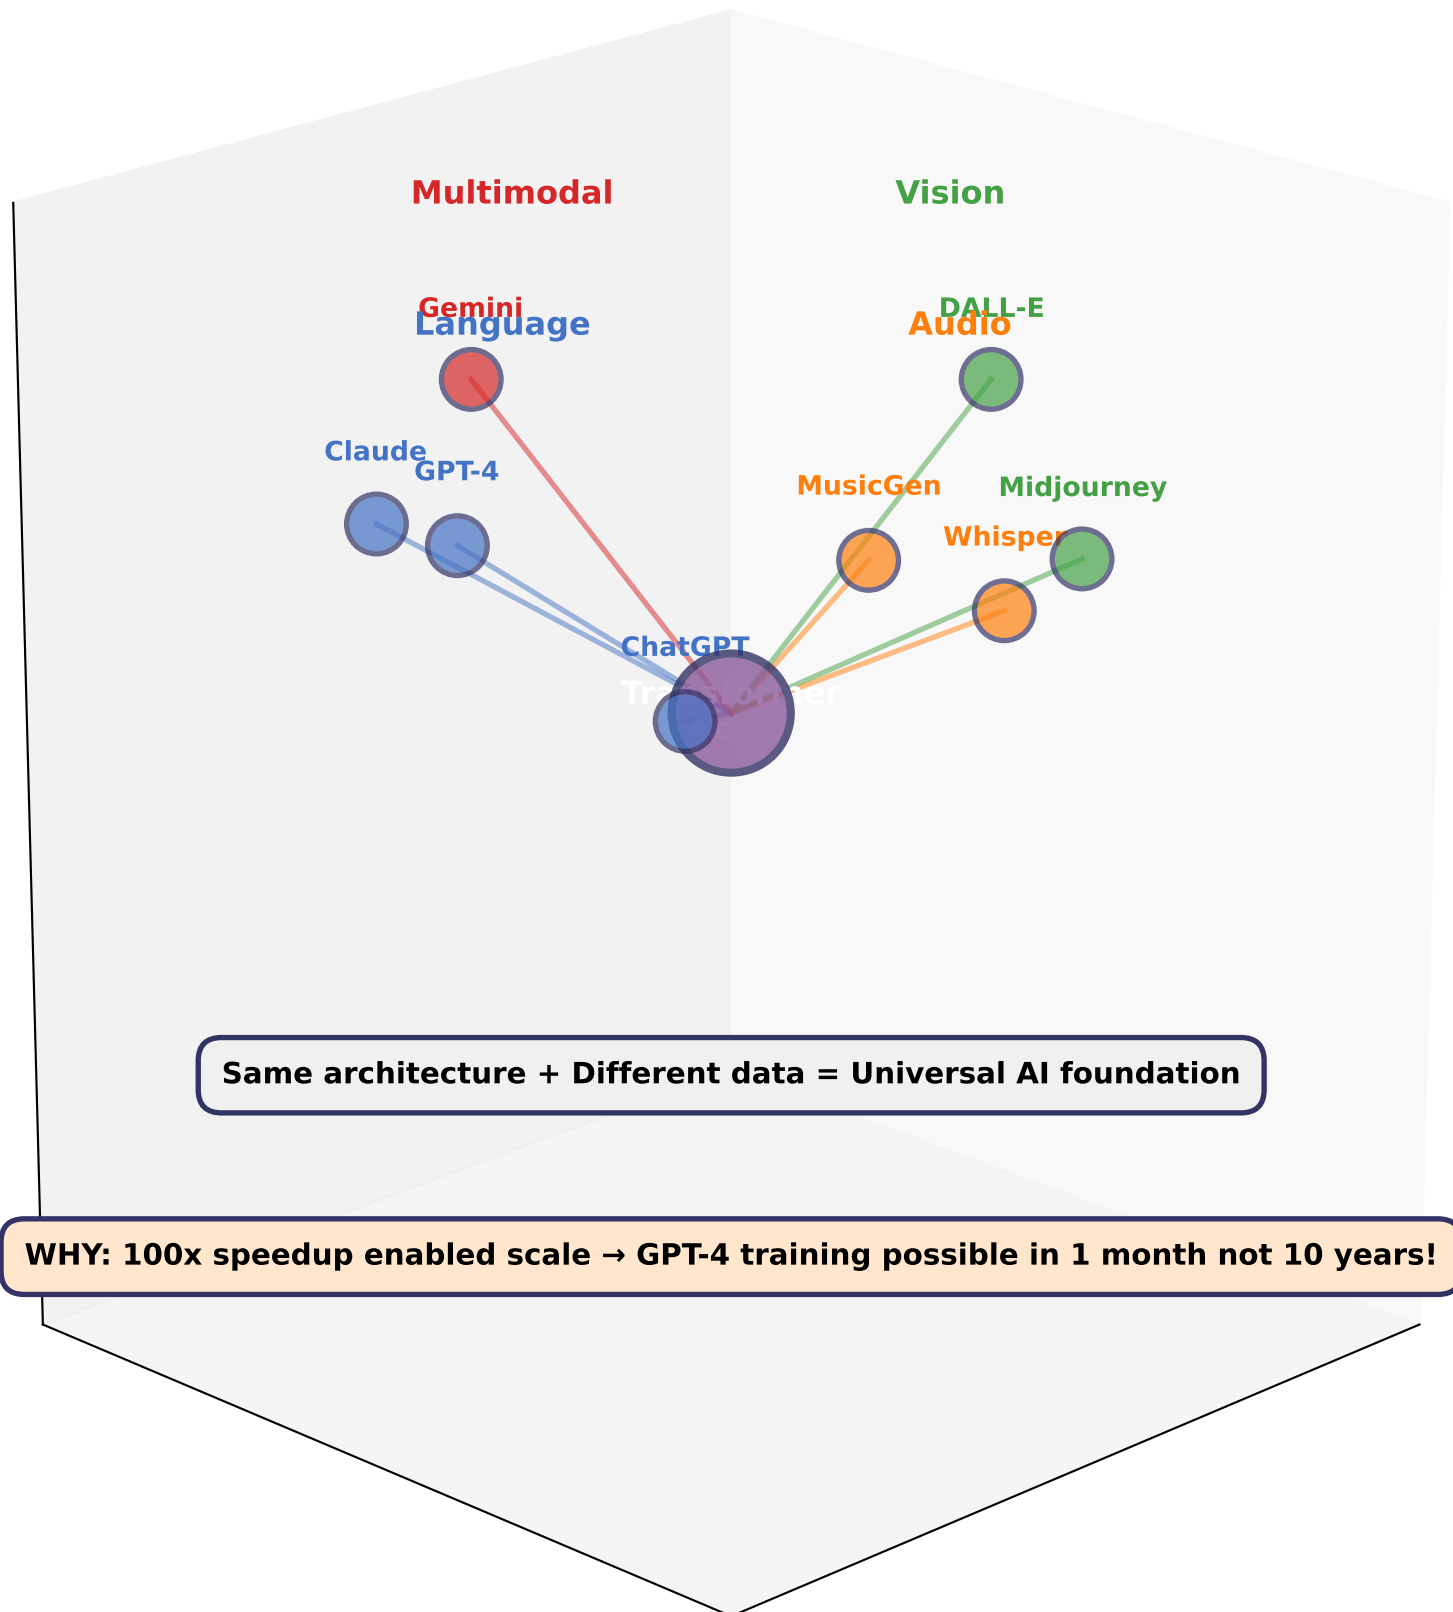 Multimodal
Vision
Gemini
DALL-E
Language
Audio
Claude
GPT-4
MusicGen
Midjourney
Whisper
ChatGPT
Transformer
Same architecture + Different data = Universal AI foundation
WHY: 100x speedup enabled scale → GPT-4 training possible in 1 month not 10 years!